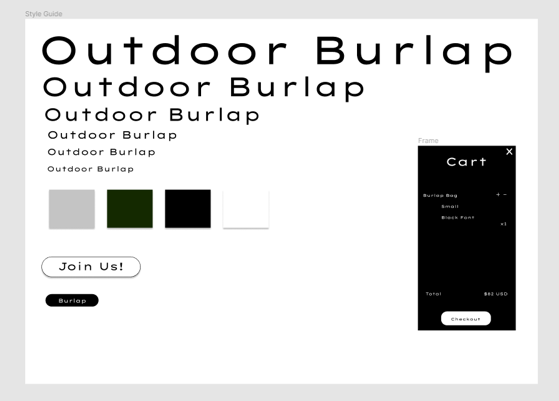 Style Guide
Outdoor Burlap
Outdoor Burlap
Outdoor Burlap
Outdoor Burlap
Outdoor Burlap
Outdoor Burlap
Join Us!
Burlap
Frame
X
Cart
Burlap Bag + −
Small
Black Font
x1
Total $82 USD
Checkout